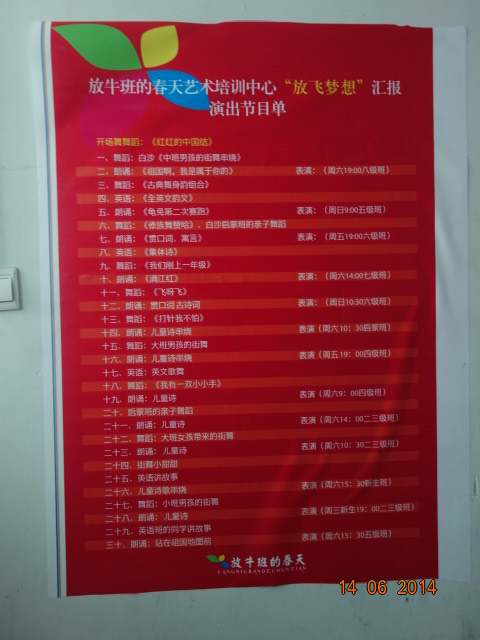 放牛班的春天艺术培训中心“放飞梦想”汇报
演出节目单
开场舞舞蹈：《红红的中国结》
一、舞蹈：白沙《中班男孩的街舞串烧》
二、朗诵：《祖国啊，我是属于你的》 表演：（周六19:00八级班）
三、舞蹈：《古典舞身韵组合》
四、英语：《全英文韵文》
五、朗诵：《龟兔第二次赛跑》 表演：（周日9:00五级班）
六、舞蹈：《傣族舞赞哈》、白沙启蒙班的亲子舞蹈
七、朗诵：《贯口词、寓言》 表演：（周五19:00六级班）
八、英语：《集体诗》
九、舞蹈：《我们刚上一年级》
十、朗诵：《满江红》 表演：（周六14:00七级班）
十一、舞蹈：《飞呀飞》
十二、朗诵：贯口词 古诗词 表演：（周日10:30六级班）
十三、舞蹈：《打针我不怕》
十四、朗诵：儿童诗串烧 表演（周六10：30启蒙班）
十五、舞蹈：大班男孩的街舞
十六、朗诵：儿童诗串烧 表演（周五19：00四级班）
十七、英语：英文歌舞
十八、舞蹈：《我有一双小小手》
十九、朗诵：儿童诗 表演（周六9：00四级班）
二十、启蒙班的亲子舞蹈
二十一、朗诵：儿童诗 表演（周六14：00二三级班）
二十二、舞蹈：大班女孩带来的街舞
二十三、朗诵：儿童诗 表演（周六10：30二三级班）
二十四、街舞小甜甜
二十五、英语讲故事
二十六、儿童诗歌串烧 表演（周六15：30新生班）
二十七、舞蹈：小班男孩的街舞
二十八、朗诵：儿童诗 表演（周三新生19：00二三级班）
二十九、英语班的同学讲故事
三十、朗诵：站在祖国地图前 表演（周六15：30五级班）
放牛班的春天
FANGNIUBANDECHUNTIAN
14 06 2014